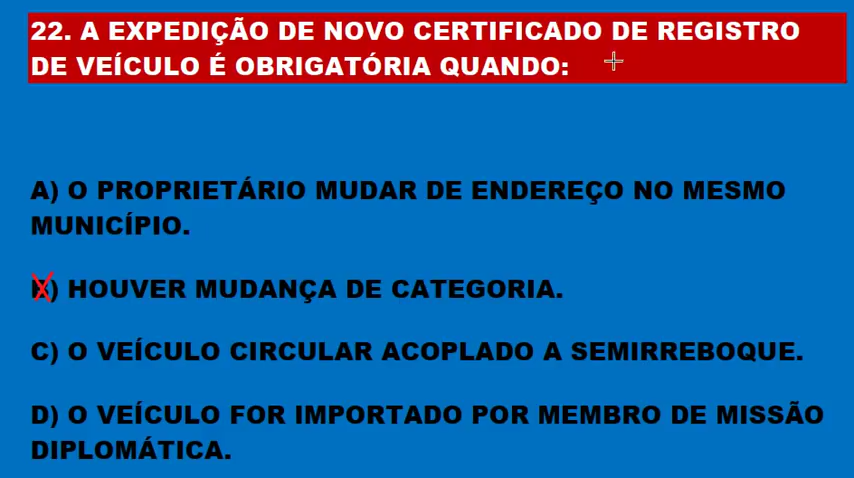 22. A EXPEDIÇÃO DE NOVO CERTIFICADO DE REGISTRO
DE VEÍCULO É OBRIGATÓRIA QUANDO:
A) O PROPRIETÁRIO MUDAR DE ENDEREÇO NO MESMO
MUNICÍPIO.
B) HOUVER MUDANÇA DE CATEGORIA.
C) O VEÍCULO CIRCULAR ACOPLADO A SEMIRREBOQUE.
D) O VEÍCULO FOR IMPORTADO POR MEMBRO DE MISSÃO
DIPLOMÁTICA.